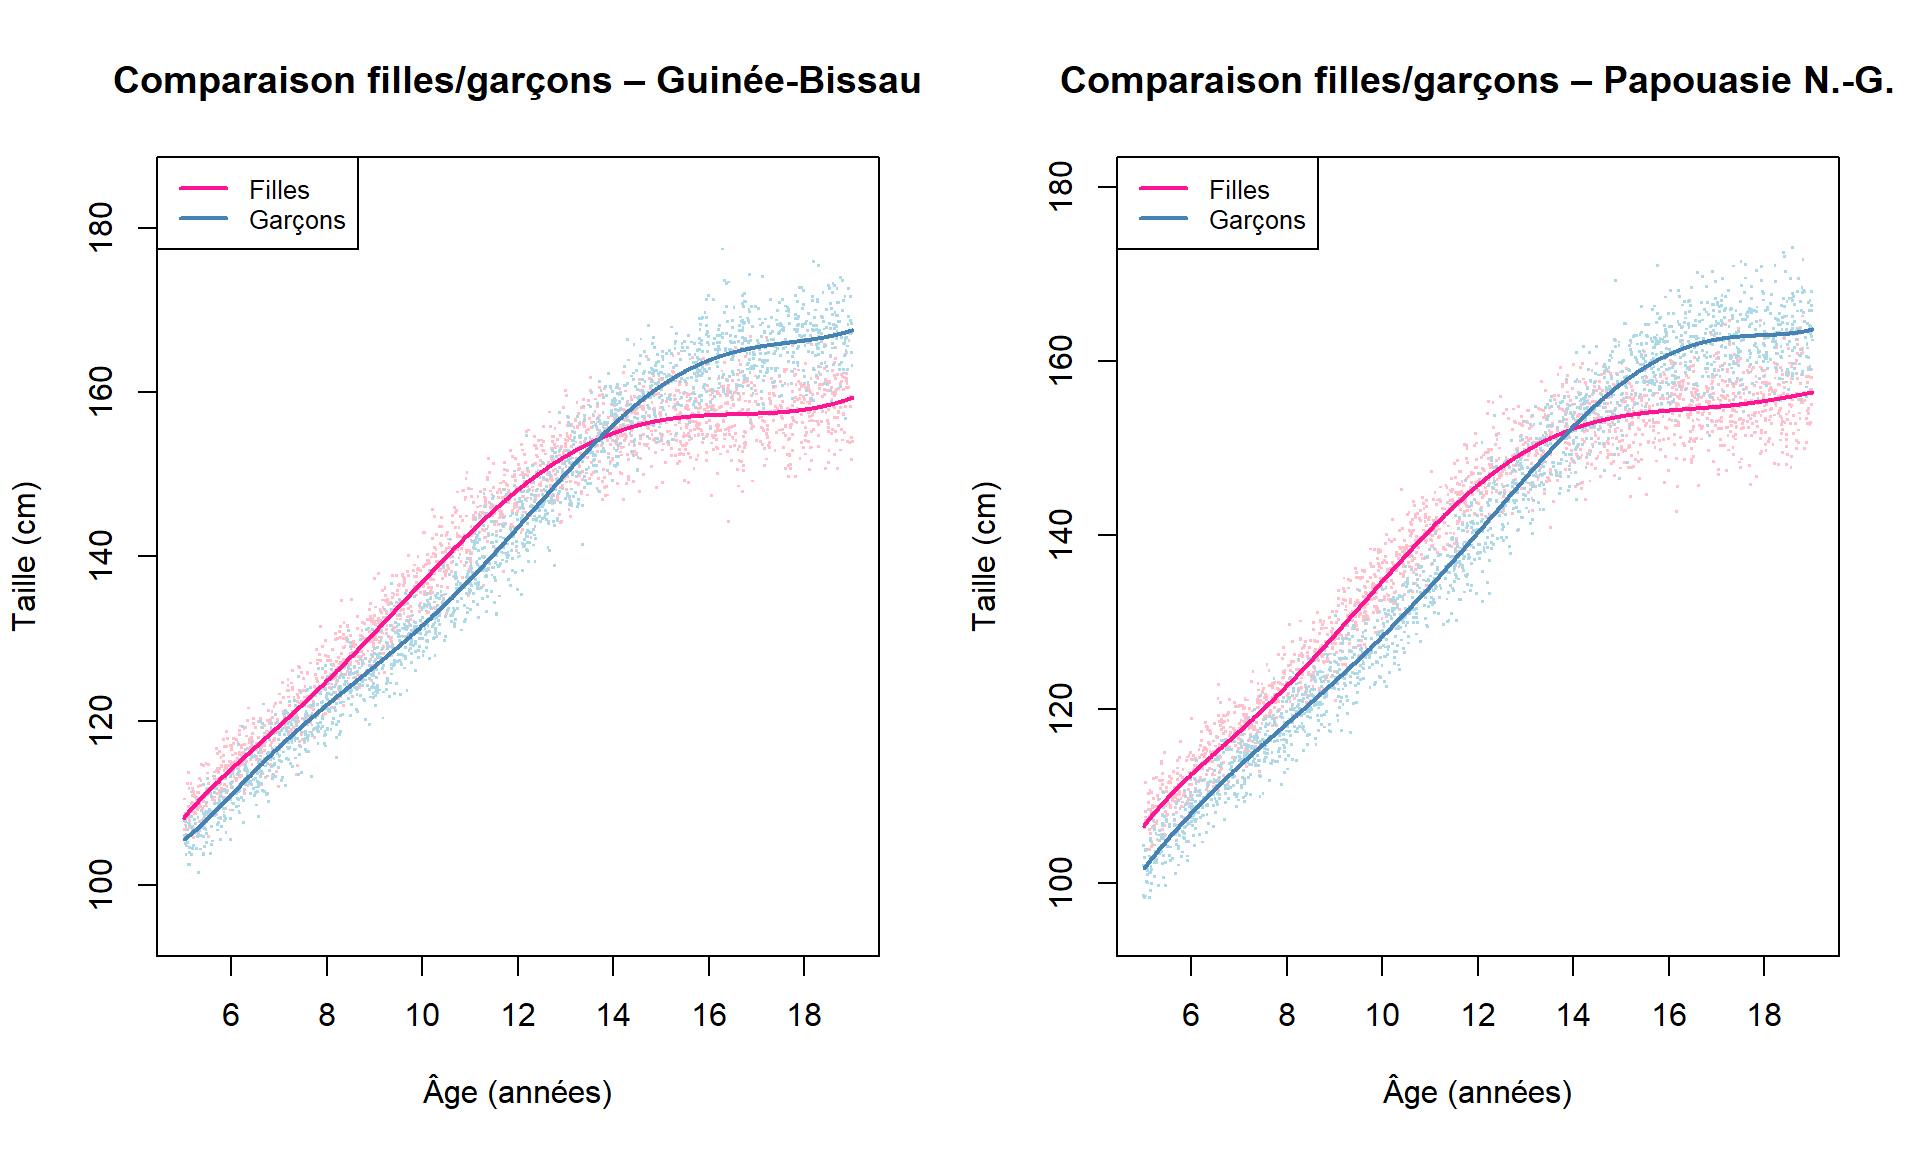 Comparaison filles/garçons – Guinée-Bissau
Filles
Garçons
180
160
140
120
100
Taille (cm)
6 8 10 12 14 16 18
Âge (années)
Comparaison filles/garçons – Papouasie N.-G.
Filles
Garçons
180
160
140
120
100
Taille (cm)
6 8 10 12 14 16 18
Âge (années)